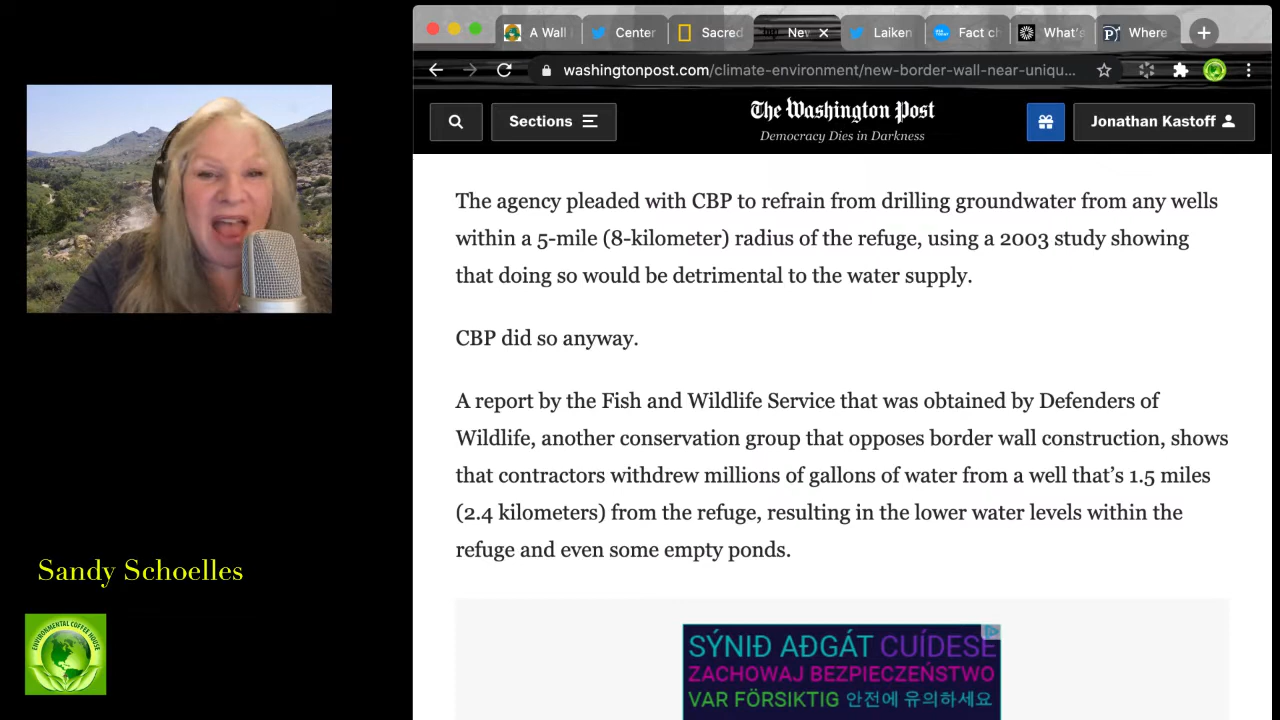 A Wall
Center
Sacred
Nev
Laiken
Fact ch
What's
Where
washingtonpost.com/climate-environment/new-border-wall-near-uniqu...
Sections
The Washington Post
Democracy Dies in Darkness
Jonathan Kastoff
The agency pleaded with CBP to refrain from drilling groundwater from any wells
within a 5-mile (8-kilometer) radius of the refuge, using a 2003 study showing
that doing so would be detrimental to the water supply.
CBP did so anyway.
A report by the Fish and Wildlife Service that was obtained by Defenders of
Wildlife, another conservation group that opposes border wall construction, shows
that contractors withdrew millions of gallons of water from a well that’s 1.5 miles
(2.4 kilometers) from the refuge, resulting in the lower water levels within the
refuge and even some empty ponds.
Sandy Schoelles
ENVIRONMENTAL COFFEE HOUSE
SÝNIÐ AÐGÁT CUÍDESE
ZACHOWAJ BEZPIECZEŃSTWO
VAR FÖRSIKTIG 안전에 유의하세요